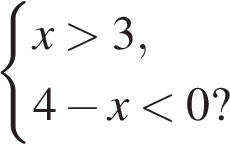 x > 3,
4 − x < 0?